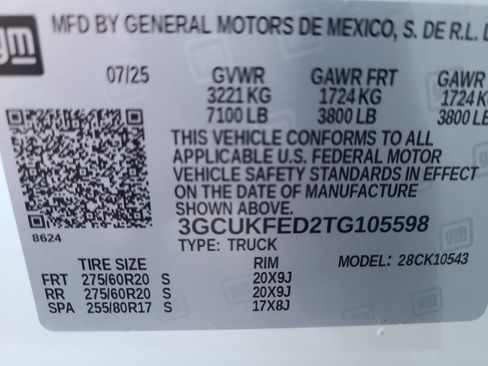 gm
MFD BY GENERAL MOTORS DE MEXICO, S. DE R.L. D
07/25 GVWR GAWR FRT GAWR
3221 KG 1724 KG 1724 KG
7100 LB 3800 LB 3800 LB
THIS VEHICLE CONFORMS TO ALL
APPLICABLE U.S. FEDERAL MOTOR
VEHICLE SAFETY STANDARDS IN EFFECT
ON THE DATE OF MANUFACTURE
SHOWN ABOVE.
8624 3GCUKFED2TG105598
TYPE: TRUCK
TIRE SIZE RIM MODEL: 28CK10543
FRT 275/60R20 S 20X9J
RR 275/60R20 S 20X9J
SPA 255/80R17 S 17X8J